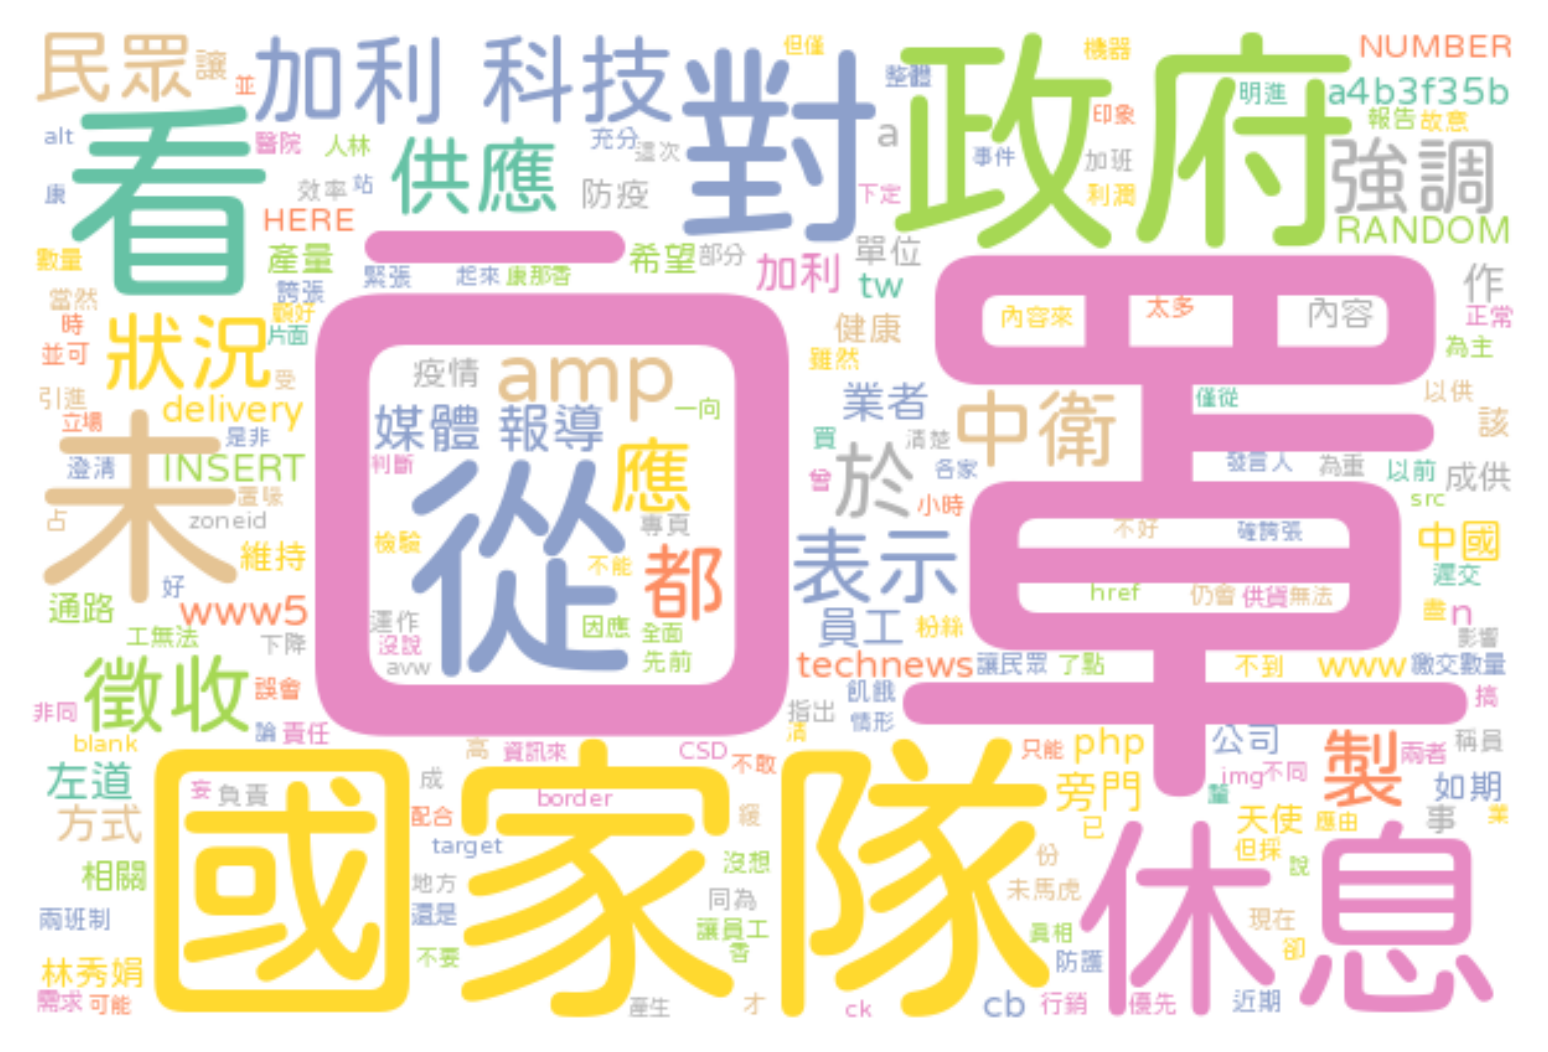 民眾
讓
並
加利 科技
對
但僅
整體
政府
機器
NUMBER
明進
a4b3f35b
印象
報告
故意
alt
看
醫院
人林
供應
充分
這次
a
事件
加班
強調
康
效率
站
防疫
下定
利潤
HERE
RANDOM
數量
產量
一
希望
部分
加利
單位
tw
緊張
起來
康那香
誇張
當然
顧好
口罩
作
時
狀況
片面
健康
內容來
太多
內容
正常
並可
雖然
為主
疫情
amp
受
引進
delivery
業者
中衛
僅從
以供
立場
媒體 報導
一向
買
清楚
該
未
是非
澄清
INSERT
判斷
從
應
曾
於
各家
發言人
為重
以前
成供
占
zoneid
專頁
小時
src
維持
檢驗
不能
都
表示
不好
確誇張
中國
遲交
好
通路
www5
因應
全面
員工
粉絲
href
仍會
供貨
無法
n
工無法
下降
運作
沒說
avw
先前
影響
徵收
誤會
technews
讓民眾
了點
不到
www
繳交數量
非同
論
責任
指出
飢餓
情形
搞
blank
高
資訊來
CSD
不敢
清
只能
php
公司
製
兩者
稱員
左道
國家隊
妄
負責
成
border
旁門
img
不同
如期
方式
配合
緩
已
天使
應由
事
業
target
相關
地方
沒想
份
但採
說
兩班制
還是
同為
未馬虎
休息
讓員工
現在
不要
香
真相
卻
林秀娟
防護
需求
可能
產生
才
ck
cb
行銷
優先
近期